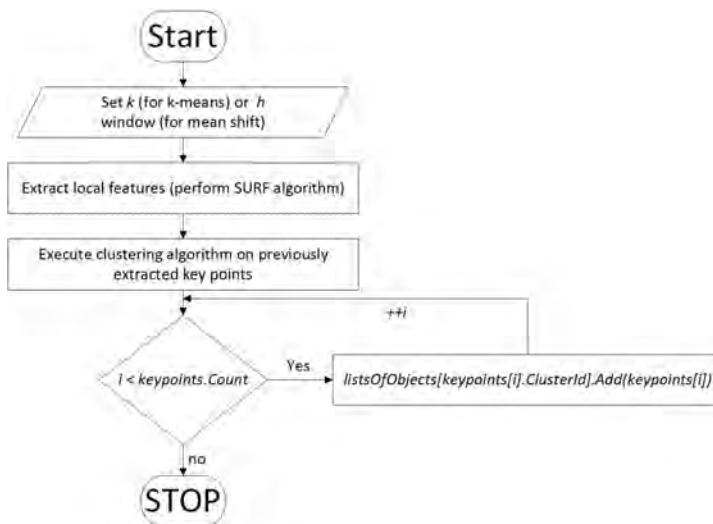 Start
Set k (for k-means) or h
window (for mean shift)
Extract local features (perform SURF algorithm)
Execute clustering algorithm on previously
extracted key points
++i
i < keypoints.Count
Yes
listsOfObjects[keypoints[i].ClusterId].Add(keypoints[i])
no
STOP